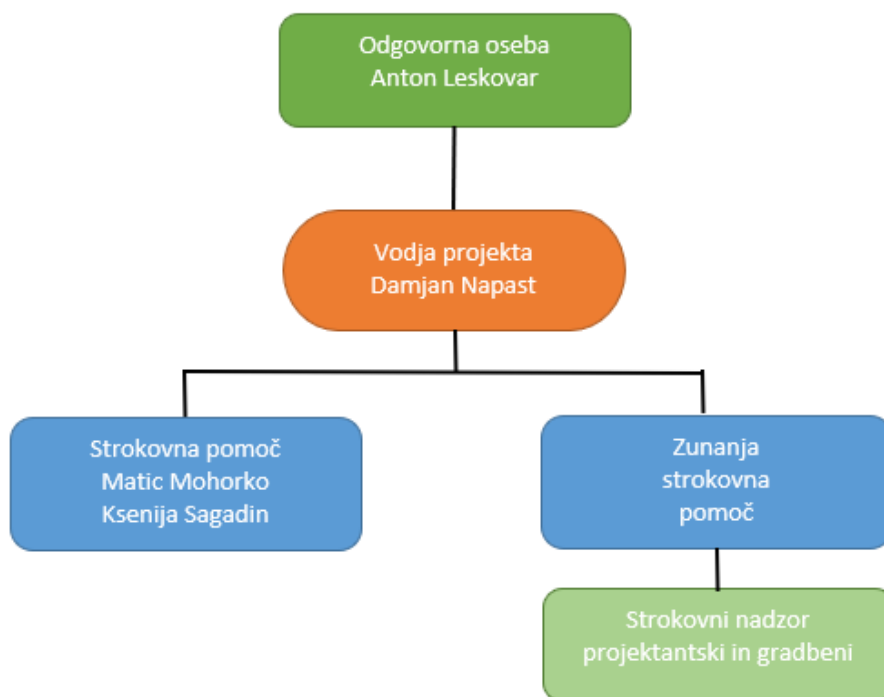 Odgovorna oseba
Anton Leskovar
Vodja projekta
Damjan Napast
Strokovna pomoč
Matic Mohorko
Ksenija Sagadin
Zunanja
strokovna
pomoč
Strokovni nadzor
projektantski in gradbeni